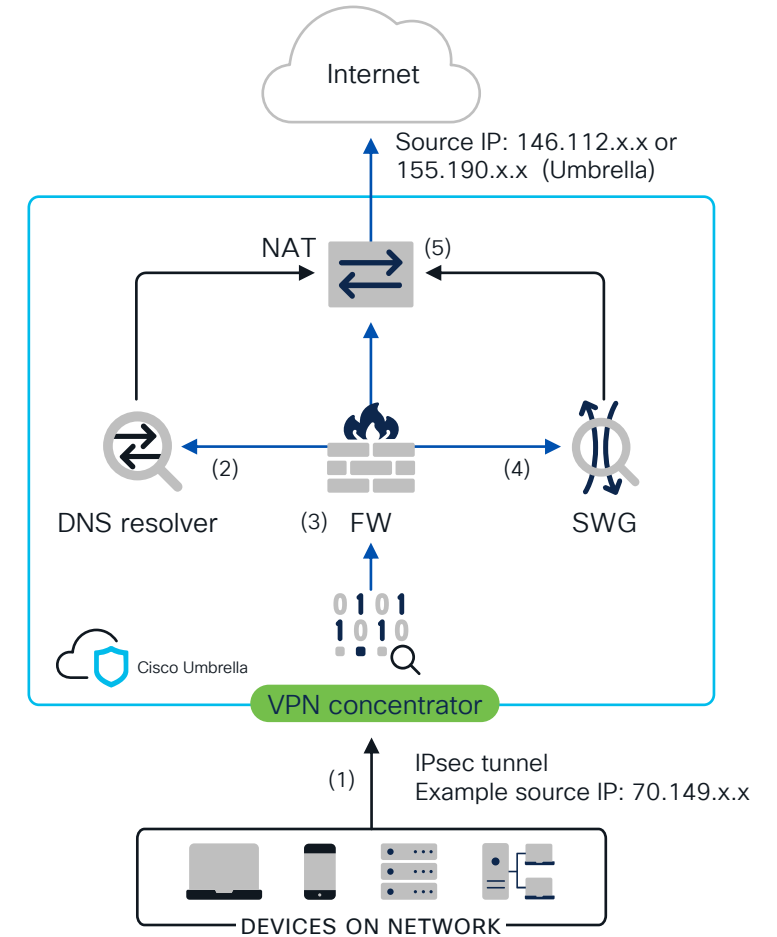 Internet
Source IP: 146.112.x.x or
155.190.x.x (Umbrella)
NAT
(5)
(2)
(4)
DNS resolver
(3)
FW
SWG
0101
1010
Cisco Umbrella
VPN concentrator
(1)
IPsec tunnel
Example source IP: 70.149.x.x
DEVICES ON NETWORK